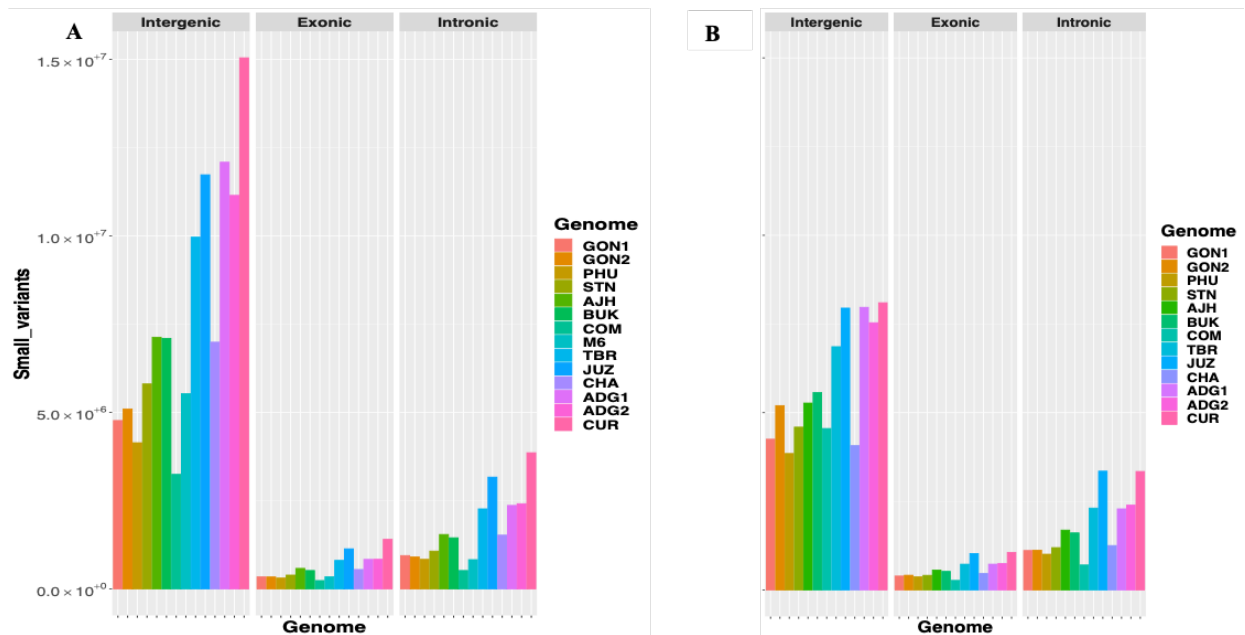 A
Intergenic
Exonic
Intronic
1.5 × 10^+7
1.0 × 10^+7
5.0 × 10^+6
0.0 × 10^+0
Small_variants
Genome
Genome
GON1
GON2
PHU
STN
AJH
BUK
COM
M6
TBR
JUZ
CHA
ADG1
ADG2
CUR
B
Intergenic
Exonic
Intronic
Genome
Genome
GON1
GON2
PHU
STN
AJH
BUK
COM
TBR
JUZ
CHA
ADG1
ADG2
CUR